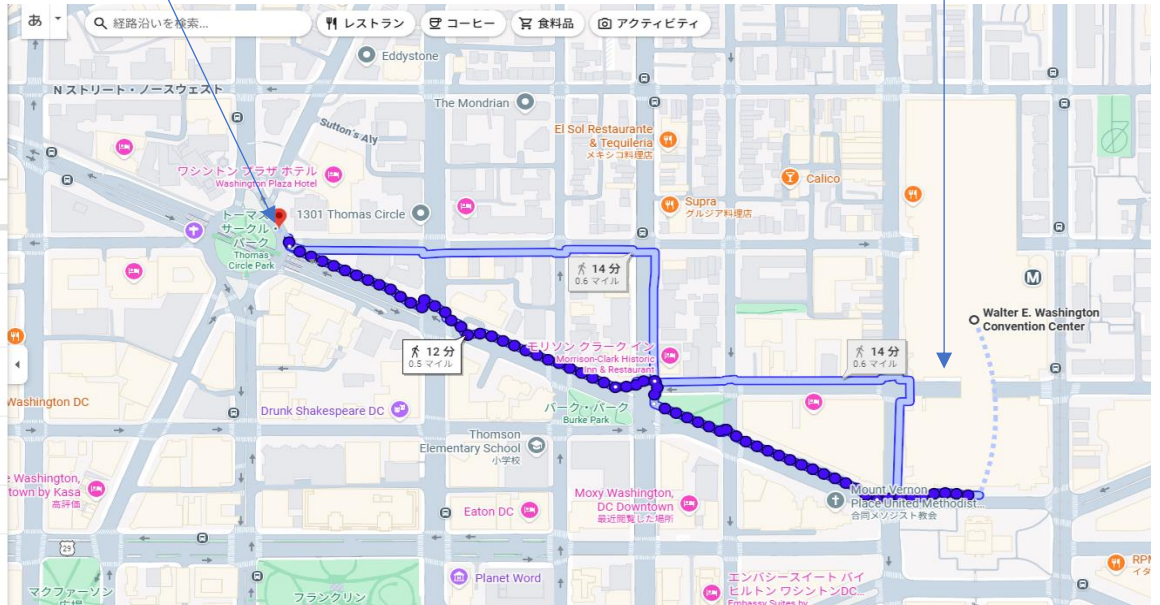 あ
経路沿いを検索...
レストラン
コーヒー
食料品
アクティビティ
Eddystone
N ストリート・ノースウェスト
The Mondrian
Sutton's Aly
El Sol Restaurante
& Tequileria
メキシコ料理店
ワシントン プラザ ホテル
Washington Plaza Hotel
Calico
1301 Thomas Circle
Supra
グルジア料理店
トーマス・
サークル・
パーク
Thomas
Circle Park
14 分
0.6 マイル
M
Walter E. Washington
Convention Center
12 分
0.5 マイル
モリソン クラーク イン
Morrison-Clark Historic
Inn & Restaurant
14 分
0.6 マイル
Washington DC
Drunk Shakespeare DC
バーク・パーク
Burke Park
Thomson
Elementary School
小学校
Washington,
town by Kasa
高評価
Eaton DC
Moxy Washington,
DC Downtown
最近閲覧した場所
Mount Vernon
Place United Methodist...
合同メソジスト教会
29
Planet Word
エンバシースイート バイ
ヒルトン ワシントンDC...
Embassy Suites by
マクファーソン
広場
フランクリン